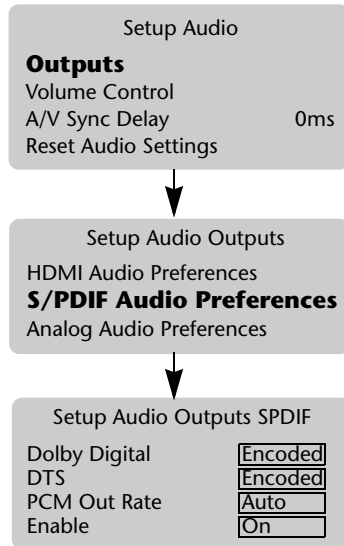 Setup Audio
Outputs
Volume Control
A/V Sync Delay 0ms
Reset Audio Settings
Setup Audio Outputs
HDMI Audio Preferences
S/PDIF Audio Preferences
Analog Audio Preferences
Setup Audio Outputs SPDIF
Dolby Digital Encoded
DTS Encoded
PCM Out Rate Auto
Enable On